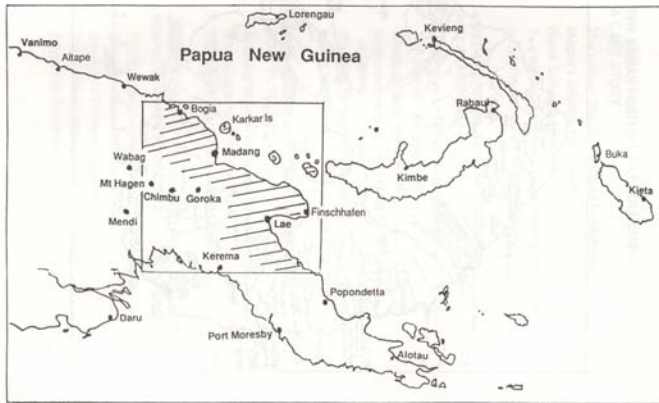 Lorengau
Kevieng
Vanimo
Aitape
Papua New Guinea
Wewak
Bogia
Karkar Is
Rabaul
Madang
Wabag
Buka
Mt Hagen
Chimbu
Goroka
Kimbe
Kieta
Mendi
Finschhafen
Lae
Kerema
Popondetta
Daru
Port Moresby
Alotau